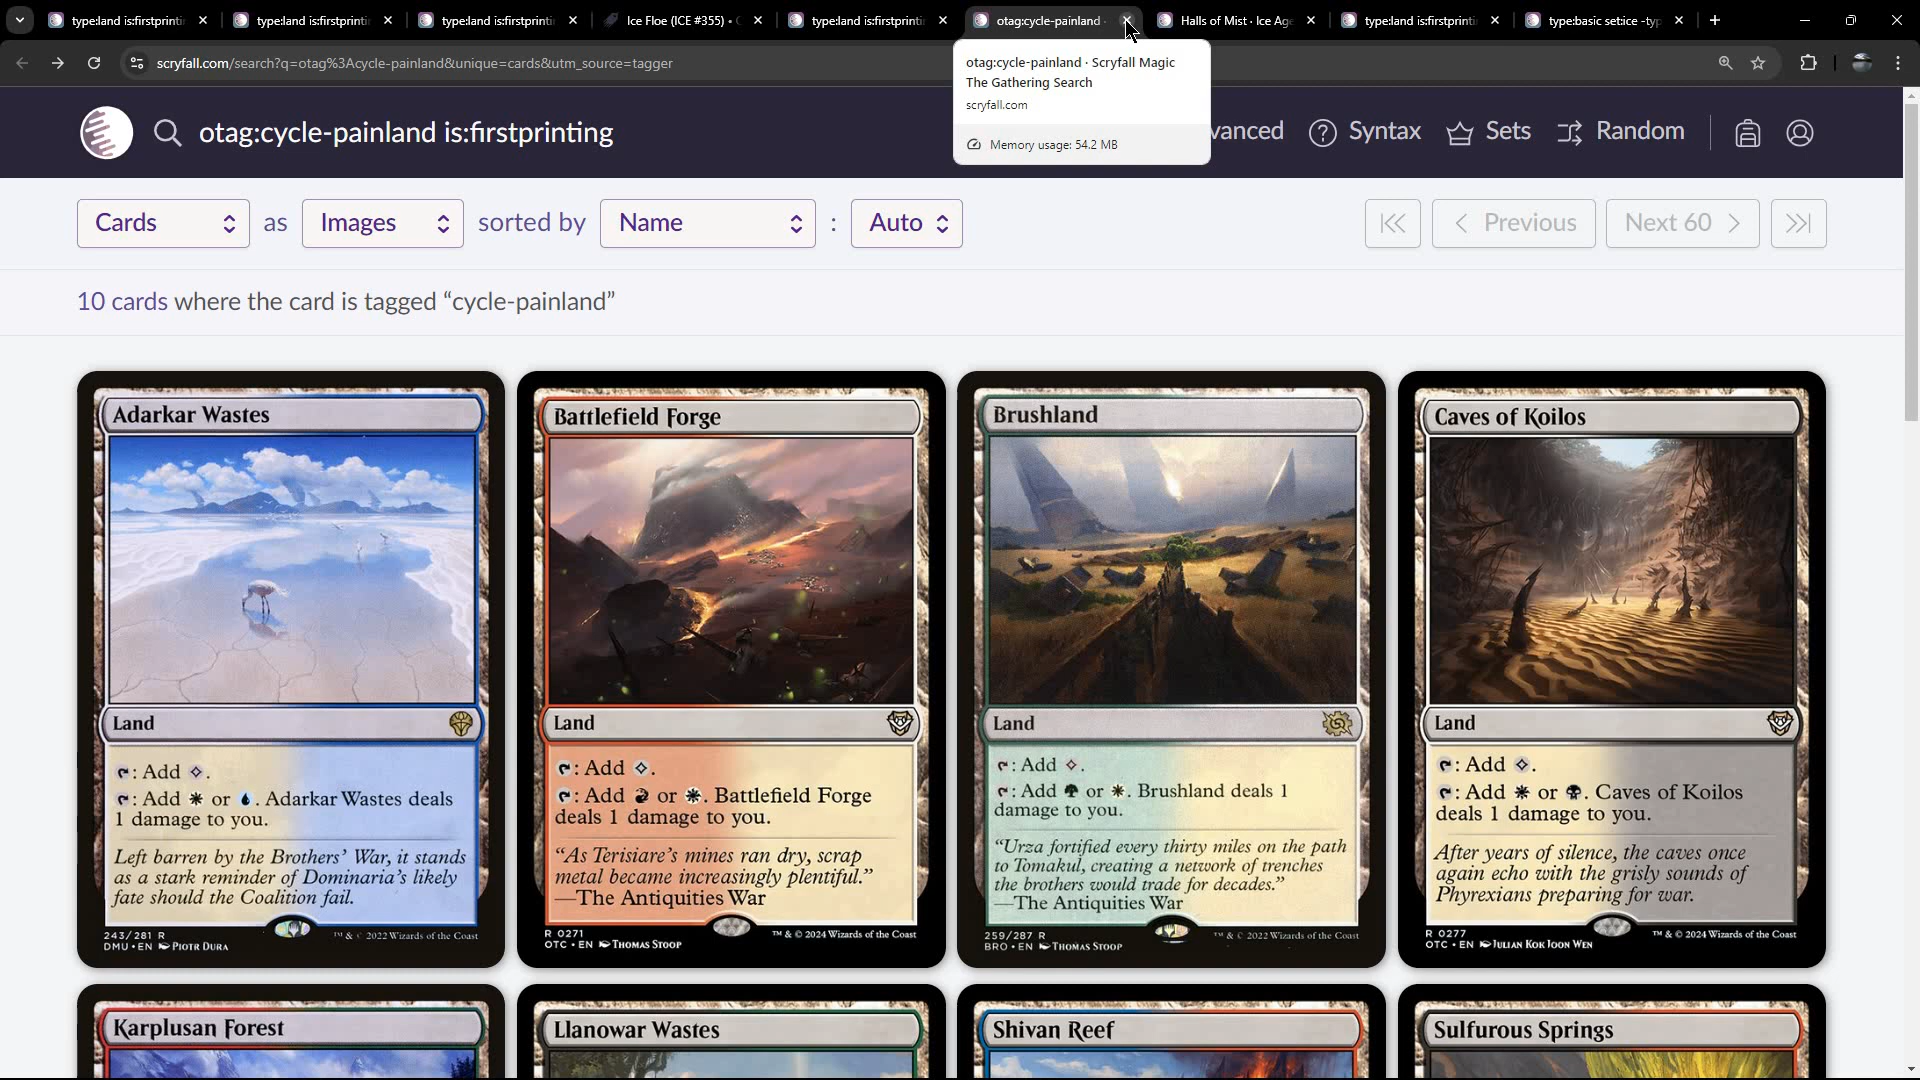 type:land is:firstprintin
type:land is:firstprintin
type:land is:firstprintin
Ice Floe (ICE #355) •
type:land is:firstprintin
otag:cycle-painland ·
Halls of Mist · Ice Age
type:land is:firstprintin
type:basic set:ice -typ
scryfall.com/search?q=otag%3Acycle-painland&unique=cards&utm_source=tagger
otag:cycle-painland · Scryfall Magic
The Gathering Search
scryfall.com
Memory usage: 54.2 MB
otag:cycle-painland is:firstprinting
vanced
Syntax
Sets
Random
Cards as Images sorted by Name : Auto
Previous
Next 60
10 cards where the card is tagged “cycle-painland”
Adarkar Wastes
Land
: Add .
: Add or . Adarkar Wastes deals
1 damage to you.
Left barren by the Brothers’ War, it stands
as a stark reminder of Dominaria’s likely
fate should the Coalition fail.
243/281 R
DMU • EN Piotr Dura
™ & © 2022 Wizards of the Coast
Battlefield Forge
Land
: Add .
: Add or . Battlefield Forge
deals 1 damage to you.
“As Terisiare’s mines ran dry, scrap
metal became increasingly plentiful.”
—The Antiquities War
R 0271
OTC • EN Thomas Stoop
™ & © 2024 Wizards of the Coast
Brushland
Land
: Add .
: Add or . Brushland deals 1
damage to you.
“Urza fortified every thirty miles on the path
to Tomakul, creating a network of trenches
the brothers would trade for decades.”
—The Antiquities War
259/287 R
BRO • EN Thomas Stoop
™ & © 2022 Wizards of the Coast
Caves of Koilos
Land
: Add .
: Add or . Caves of Koilos
deals 1 damage to you.
After years of silence, the caves once
again echo with the grisly sounds of
Phyrexians preparing for war.
R 0277
OTC • EN Julian Kok Joon Wen
™ & © 2024 Wizards of the Coast
Karplusan Forest
Llanowar Wastes
Shivan Reef
Sulfurous Springs